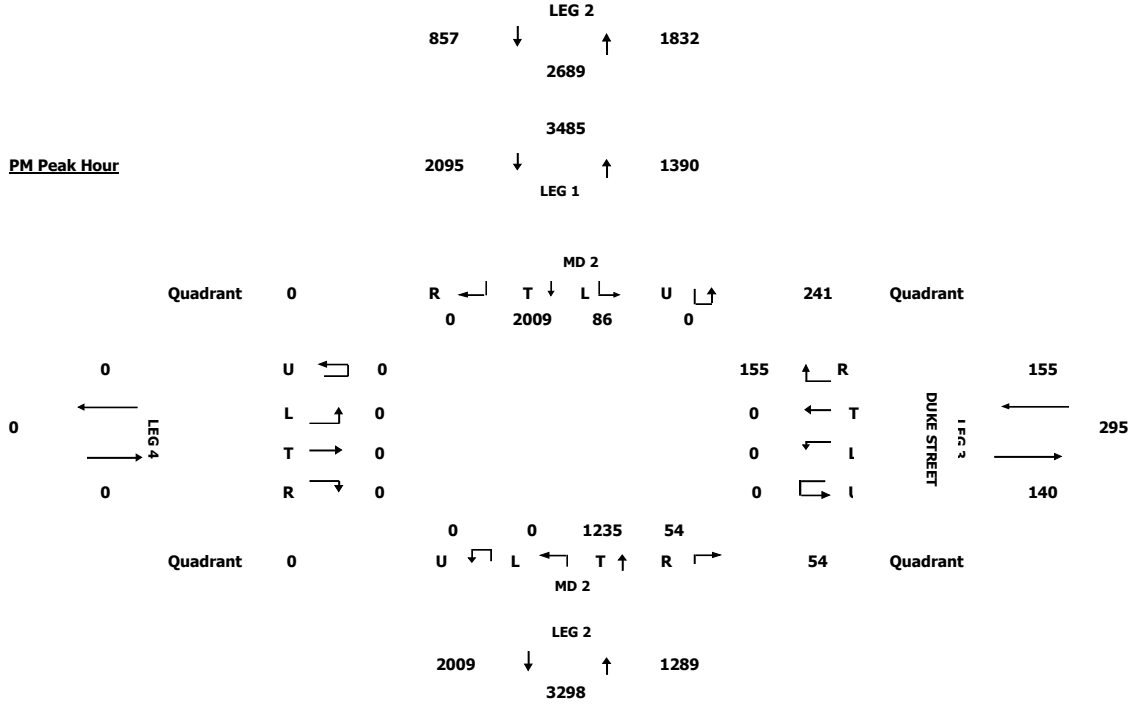 LEG 2
857 1832
2689
3485
PM Peak Hour 2095 1390
LEG 1
MD 2
Quadrant 0 R T L U 241 Quadrant
0 2009 86 0
0 U 0 155 R 155
L 0 0 T
0 LEG 4 DUKE STREET 295
T 0 0
0 R 0 0 140
0 0 1235 54
Quadrant 0 U L T R 54 Quadrant
MD 2
LEG 2
2009 1289
3298